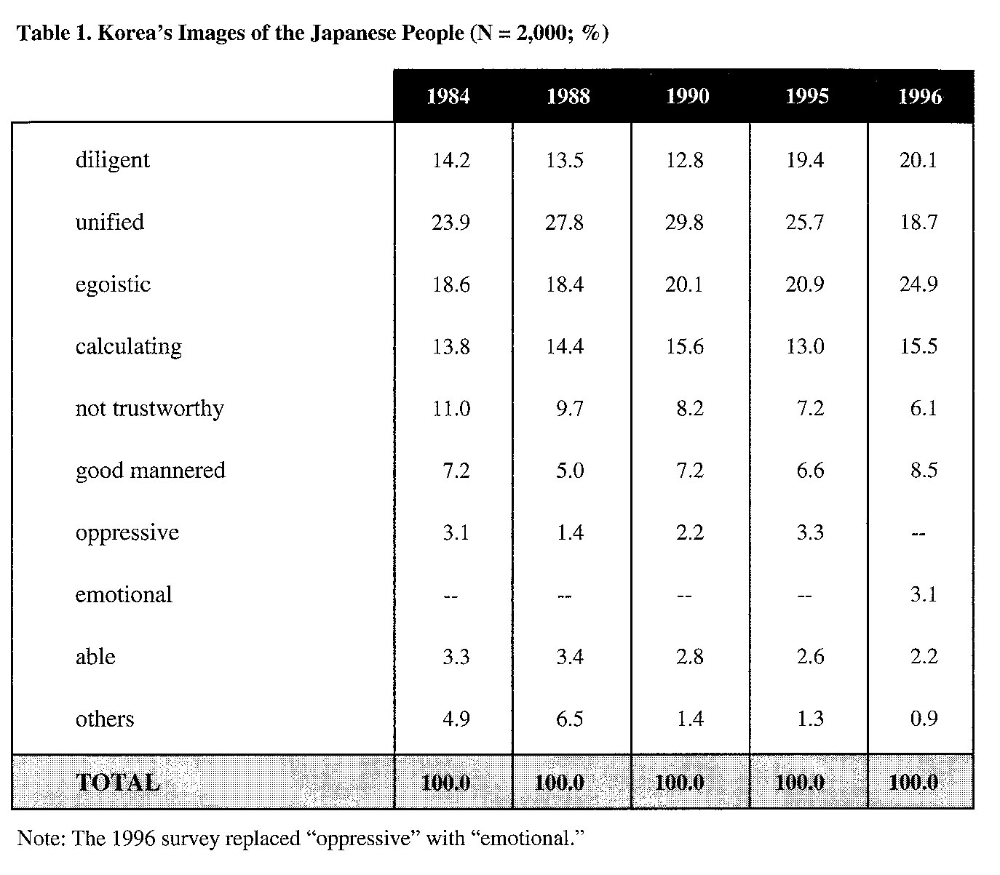 Table 1. Korea's Images of the Japanese People (N = 2,000; %)
1984 1988 1990 1995 1996
diligent 14.2 13.5 12.8 19.4 20.1
unified 23.9 27.8 29.8 25.7 18.7
egoistic 18.6 18.4 20.1 20.9 24.9
calculating 13.8 14.4 15.6 13.0 15.5
not trustworthy 11.0 9.7 8.2 7.2 6.1
good mannered 7.2 5.0 7.2 6.6 8.5
oppressive 3.1 1.4 2.2 3.3 --
emotional -- -- -- -- 3.1
able 3.3 3.4 2.8 2.6 2.2
others 4.9 6.5 1.4 1.3 0.9
TOTAL 100.0 100.0 100.0 100.0 100.0
Note: The 1996 survey replaced “oppressive” with “emotional.”